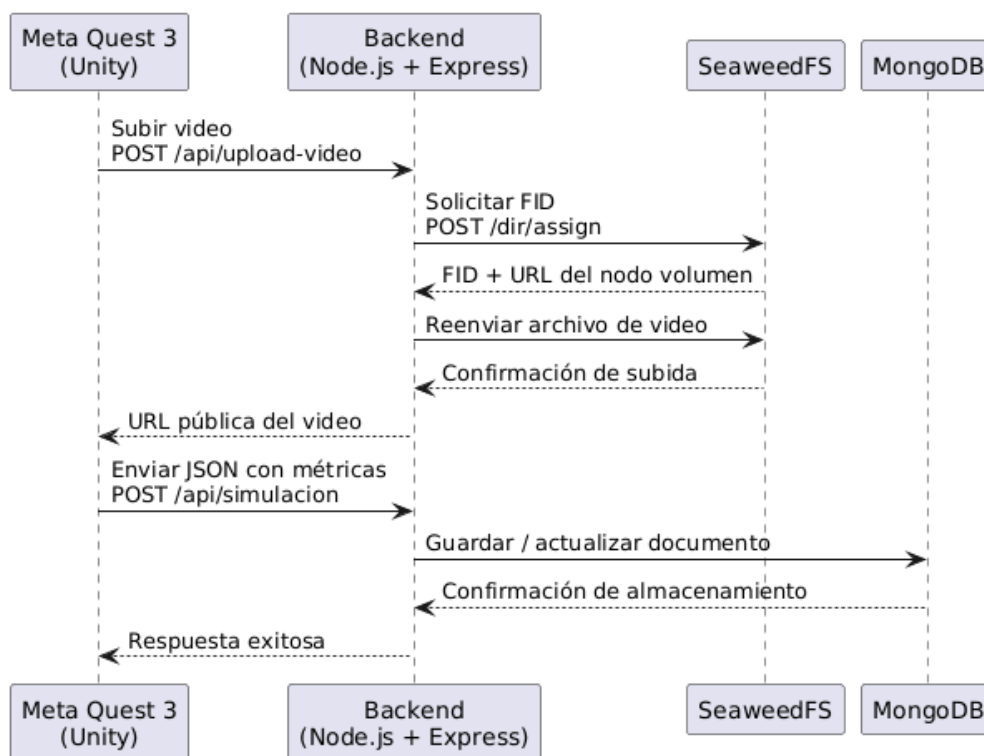 Meta Quest 3
(Unity)
Backend
(Node.js + Express)
SeaweedFS
MongoDB
Subir video
POST /api/upload-video
Solicitar FID
POST /dir/assign
FID + URL del nodo volumen
Reenviar archivo de video
Confirmación de subida
URL pública del video
Enviar JSON con métricas
POST /api/simulacion
Guardar / actualizar documento
Confirmación de almacenamiento
Respuesta exitosa
Meta Quest 3
(Unity)
Backend
(Node.js + Express)
SeaweedFS
MongoDB